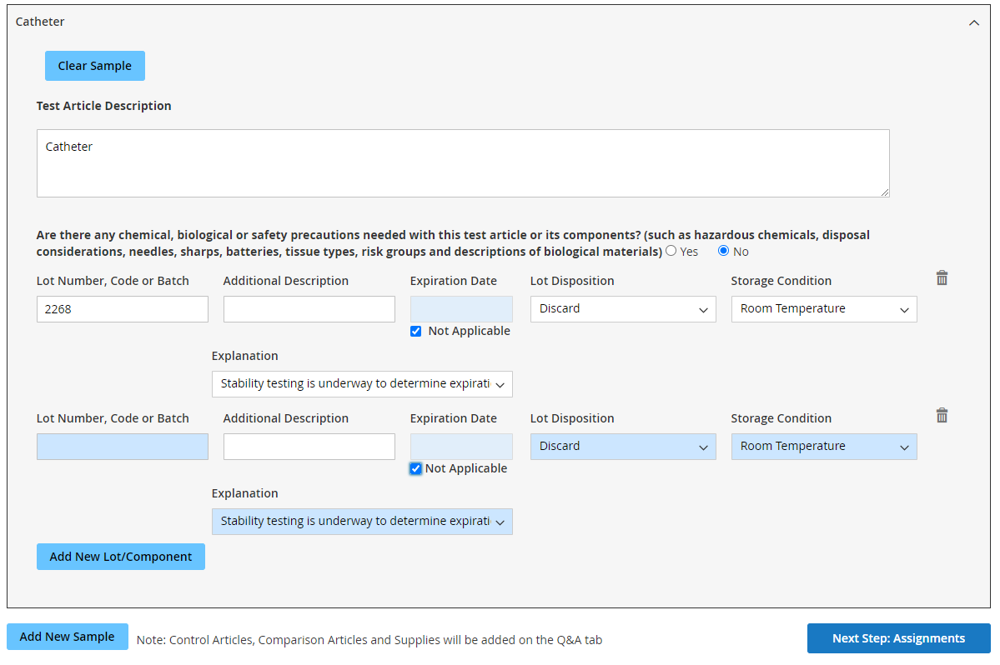 Catheter
Clear Sample
Test Article Description
Catheter
Are there any chemical, biological or safety precautions needed with this test article or its components? (such as hazardous chemicals, disposal
considerations, needles, sharps, batteries, tissue types, risk groups and descriptions of biological materials) Yes No
Lot Number, Code or Batch Additional Description Expiration Date Lot Disposition Storage Condition
2268 Discard Room Temperature
Not Applicable
Explanation
Stability testing is underway to determine expirati
Lot Number, Code or Batch Additional Description Expiration Date Lot Disposition Storage Condition
Discard Room Temperature
Not Applicable
Explanation
Stability testing is underway to determine expirati
Add New Lot/Component
Add New Sample Note: Control Articles, Comparison Articles and Supplies will be added on the Q&A tab Next Step: Assignments